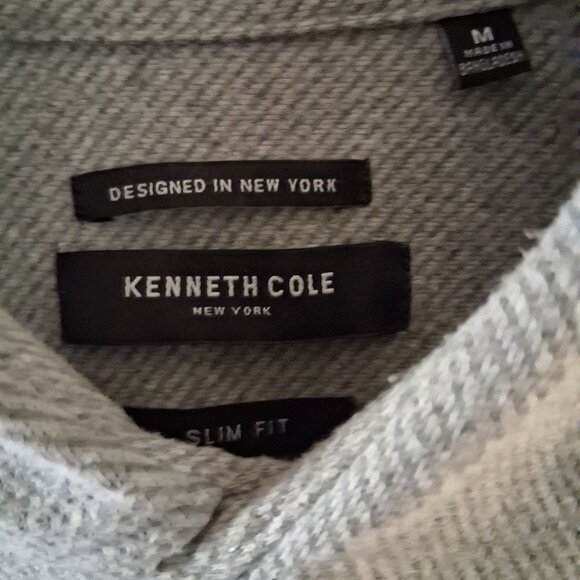 M
MADE IN
BANGLADESH
DESIGNED IN NEW YORK
KENNETH COLE
NEW YORK
SLIM FIT